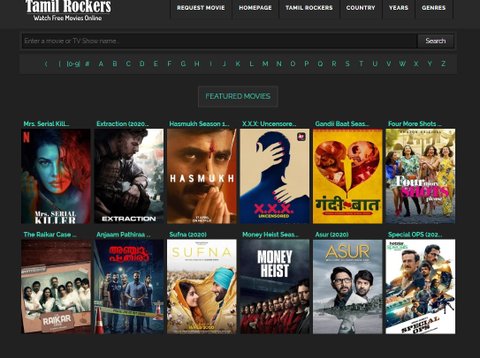 Tamil Rockers
Watch Free Movies Online
REQUEST MOVIE HOMEPAGE TAMIL ROCKERS COUNTRY YEARS GENRES
Enter a movie or TV Show name..
Search
( [ [0-9] # A B C D E F G H I J K L M N O P Q R S T U V W X Y Z
FEATURED MOVIES
Mrs. Serial Kill... Extraction (2020... Hasmukh Season 1... X.X.X: Uncensore... Gandii Baat Seas... Four More Shots ...
N
Mrs. SERIAL
KILLER
EXTRACTION
HASMUKH
X.X.X.
UNCENSORED
गंदी बात
Four more
shots
please!
The Raikar Case ... Anjaam Pathiraa ... Sufna (2020) Money Heist Seas... Asur (2020) Special OPS (202...
RAIKAR
അഞ്ചാം
പാതിരാ
SUFNA
MONEY
HEIST
ASUR
hotstar
SPECIALS
SPECIAL
OPS